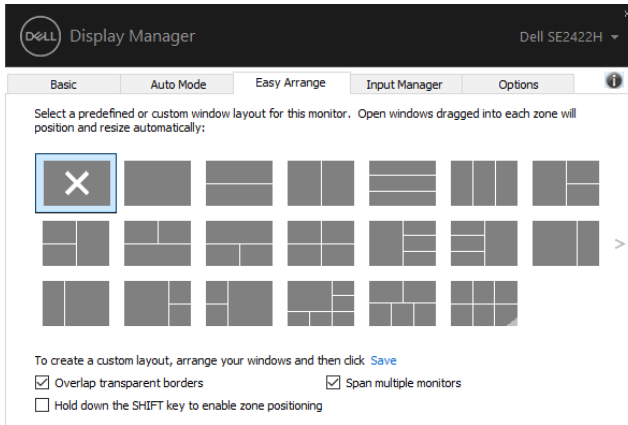 DELL Display Manager Dell SE2422H
Basic Auto Mode Easy Arrange Input Manager Options
Select a predefined or custom window layout for this monitor. Open windows dragged into each zone will
position and resize automatically:
To create a custom layout, arrange your windows and then click Save
Overlap transparent borders Span multiple monitors
Hold down the SHIFT key to enable zone positioning